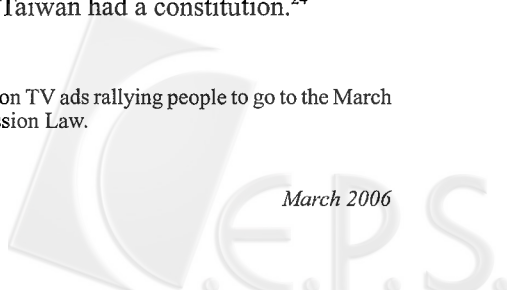 Taiwan had a constitution.²⁴
on TV ads rallying people to go to the March
sion Law.
March 2006
C.E.P.S.